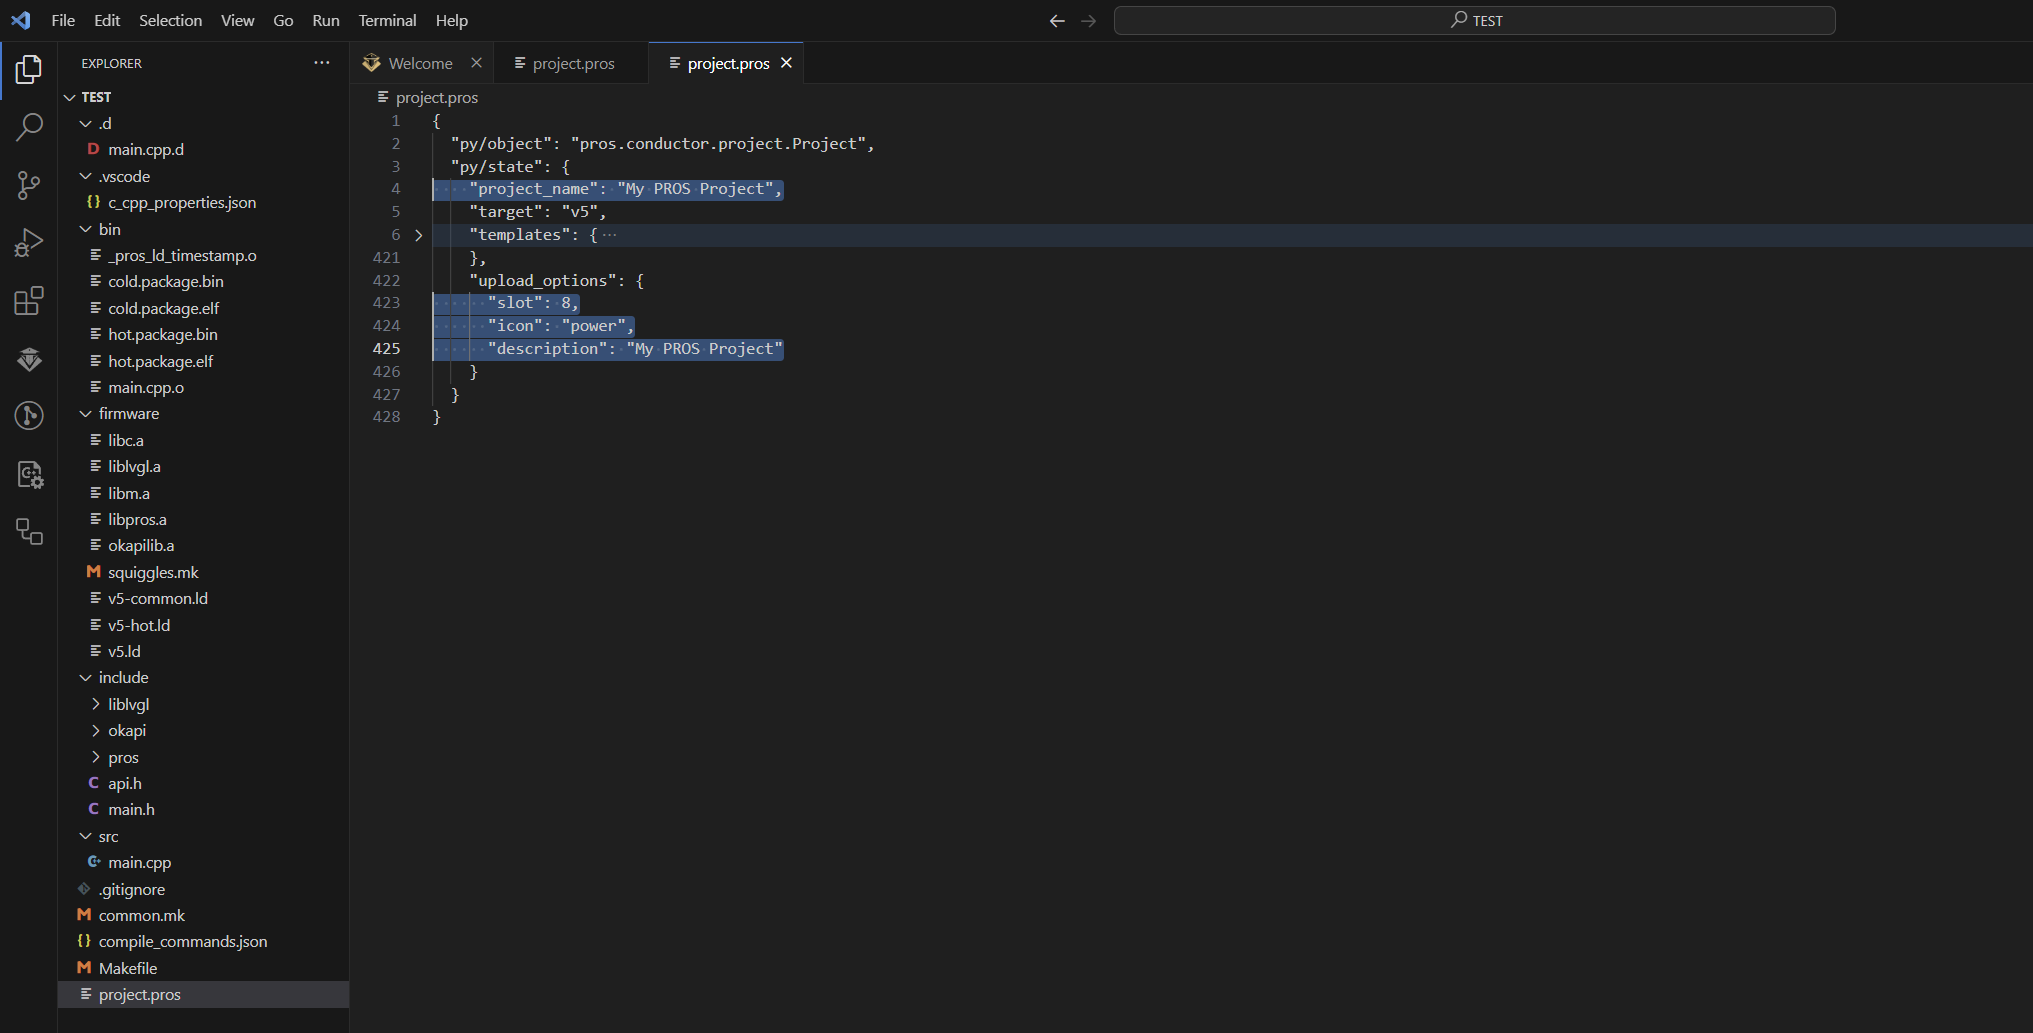 File Edit Selection View Go Run Terminal Help
TEST
EXPLORER ···
TEST
.d
D main.cpp.d
.vscode
{} c_cpp_properties.json
bin
_pros_ld_timestamp.o
cold.package.bin
cold.package.elf
hot.package.bin
hot.package.elf
main.cpp.o
firmware
libc.a
liblvgl.a
libm.a
libpros.a
okapilib.a
M squiggles.mk
v5-common.ld
v5-hot.ld
v5.ld
include
liblvgl
okapi
pros
C api.h
C main.h
src
main.cpp
.gitignore
M common.mk
{} compile_commands.json
M Makefile
project.pros
Welcome project.pros project.pros
project.pros
1 {
2 "py/object": "pros.conductor.project.Project",
3 "py/state": {
4 "project_name": "My PROS Project",
5 "target": "v5",
6 "templates": { ···
421 },
422 "upload_options": {
423 "slot": 8,
424 "icon": "power",
425 "description": "My PROS Project"
426 }
427 }
428 }